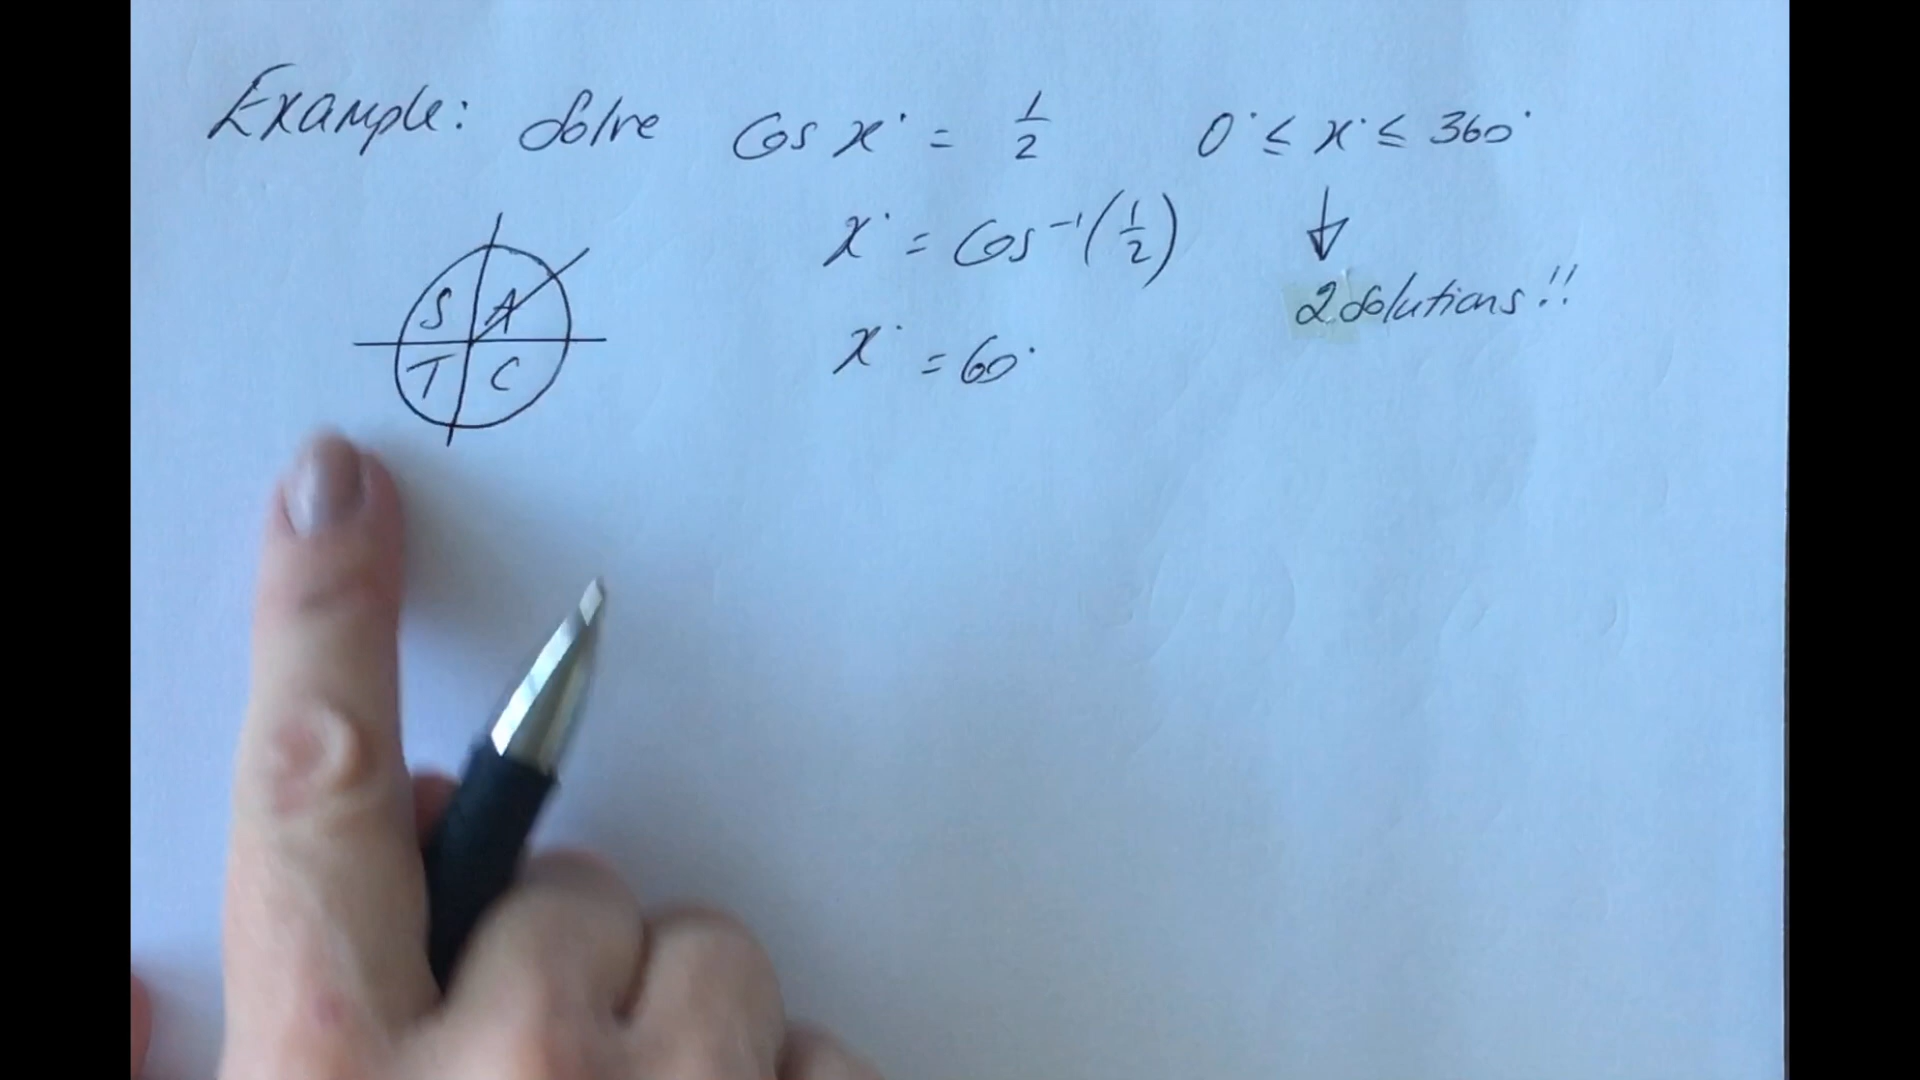 Example: Solve cos x° = 1/2 0° ≤ x° ≤ 360°
x° = cos⁻¹(1/2)
2 solutions!!
x° = 60°
S A
T C